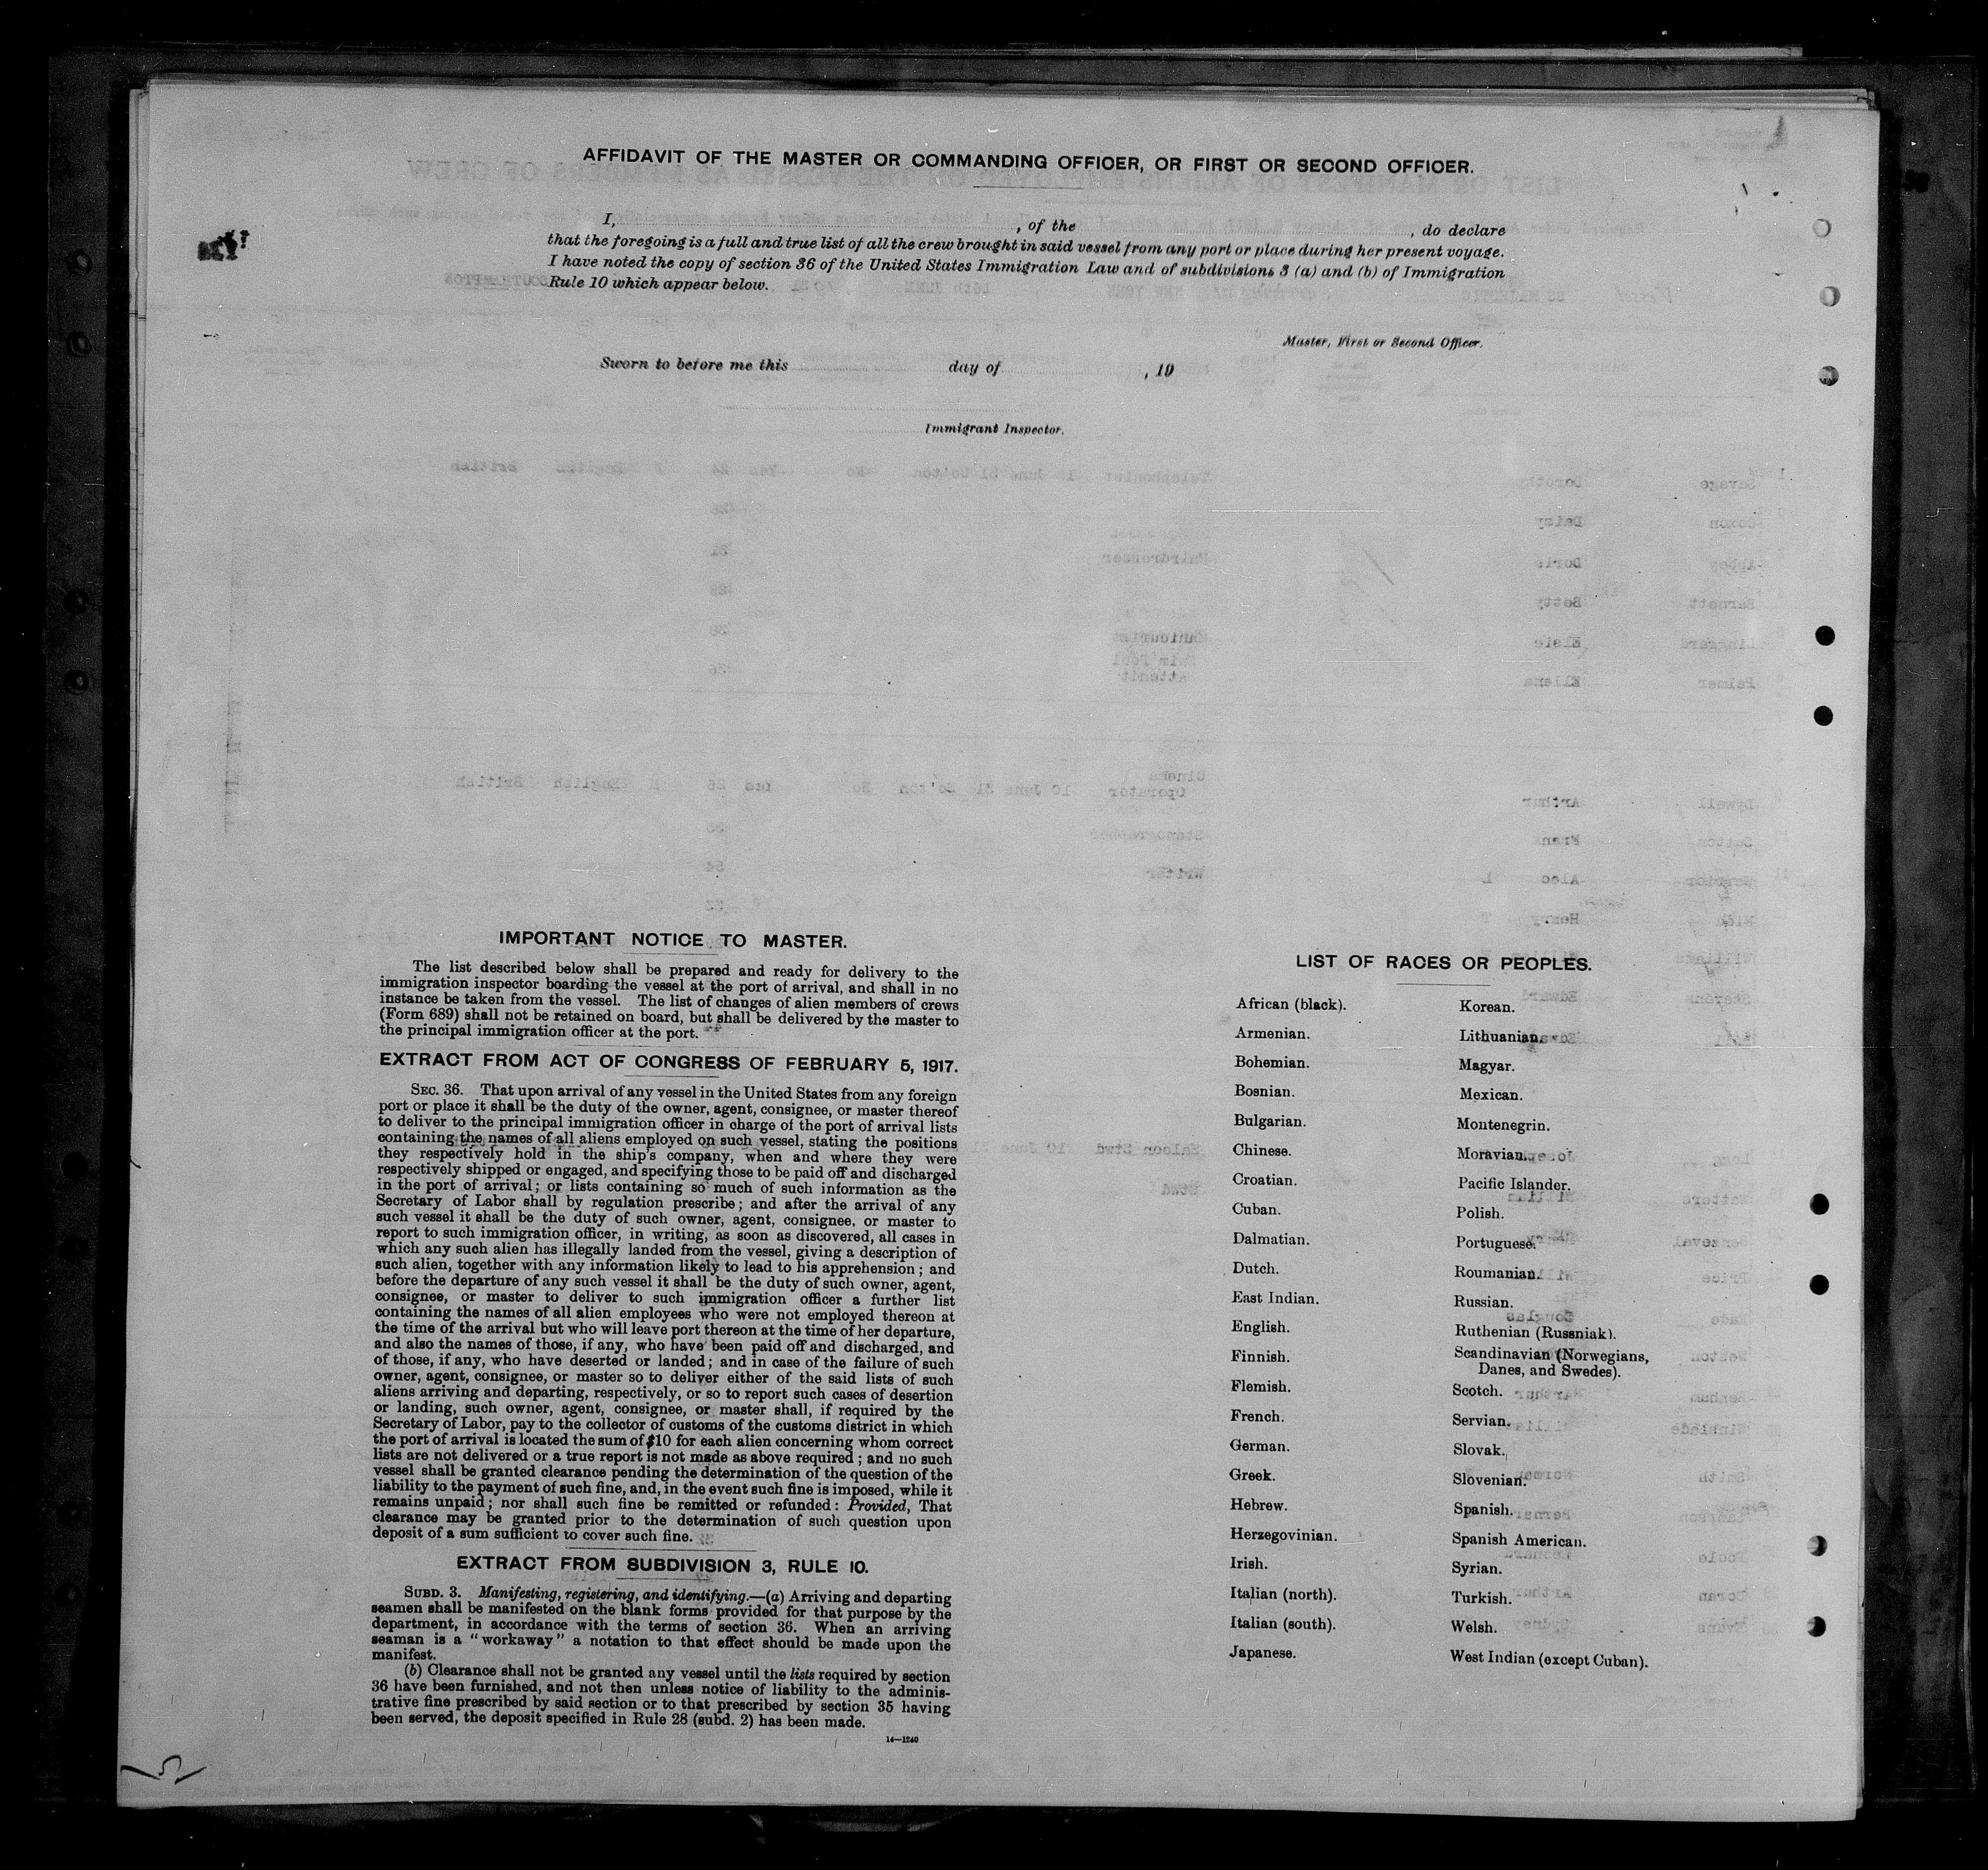 AFFIDAVIT OF THE MASTER OR COMMANDING OFFICER, OR FIRST OR SECOND OFFICER.
I, , of the , do declare
that the foregoing is a full and true list of all the crew brought in said vessel from any port or place during her present voyage.
I have noted the copy of section 36 of the United States Immigration Law and of subdivisions 3 (a) and (b) of Immigration
Rule 10 which appear below.
Master, First or Second Officer.
Sworn to before me this day of , 19
Immigrant Inspector.
IMPORTANT NOTICE TO MASTER.
The list described below shall be prepared and ready for delivery to the
immigration inspector boarding the vessel at the port of arrival, and shall in no
instance be taken from the vessel. The list of changes of alien members of crews
(Form 689) shall not be retained on board, but shall be delivered by the master to
the principal immigration officer at the port.
EXTRACT FROM ACT OF CONGRESS OF FEBRUARY 5, 1917.
SEC. 36. That upon arrival of any vessel in the United States from any foreign
port or place it shall be the duty of the owner, agent, consignee, or master thereof
to deliver to the principal immigration officer in charge of the port of arrival lists
containing the names of all aliens employed on such vessel, stating the positions
they respectively hold in the ship's company, when and where they were
respectively shipped or engaged, and specifying those to be paid off and discharged
in the port of arrival; or lists containing so much of such information as the
Secretary of Labor shall by regulation prescribe; and after the arrival of any
such vessel it shall be the duty of such owner, agent, consignee, or master to
report to such immigration officer, in writing, as soon as discovered, all cases in
which any such alien has illegally landed from the vessel, giving a description of
such alien, together with any information likely to lead to his apprehension; and
before the departure of any such vessel it shall be the duty of such owner, agent,
consignee, or master to deliver to such immigration officer a further list
containing the names of all alien employees who were not employed thereon at
the time of the arrival but who will leave port thereon at the time of her departure,
and also the names of those, if any, who have been paid off and discharged, and
of those, if any, who have deserted or landed; and in case of the failure of such
owner, agent, consignee, or master so to deliver either of the said lists of such
aliens arriving and departing, respectively, or so to report such cases of desertion
or landing, such owner, agent, consignee, or master shall, if required by the
Secretary of Labor, pay to the collector of customs of the customs district in which
the port of arrival is located the sum of $10 for each alien concerning whom correct
lists are not delivered or a true report is not made as above required; and no such
vessel shall be granted clearance pending the determination of the question of the
liability to the payment of such fine, and, in the event such fine is imposed, while it
remains unpaid; nor shall such fine be remitted or refunded: Provided, That
clearance may be granted prior to the determination of such question upon
deposit of a sum sufficient to cover such fine.
EXTRACT FROM SUBDIVISION 3, RULE 10.
SUBD. 3. Manifesting, registering, and identifying.—(a) Arriving and departing
seamen shall be manifested on the blank forms provided for that purpose by the
department, in accordance with the terms of section 36. When an arriving
seaman is a "workaway" a notation to that effect should be made upon the
manifest.
(b) Clearance shall not be granted any vessel until the lists required by section
36 have been furnished, and not then unless notice of liability to the adminis-
trative fine prescribed by said section or to that prescribed by section 35 having
been served, the deposit specified in Rule 28 (subd. 2) has been made.
14—1240
LIST OF RACES OR PEOPLES.
African (black).
Armenian.
Bohemian.
Bosnian.
Bulgarian.
Chinese.
Croatian.
Cuban.
Dalmatian.
Dutch.
East Indian.
English.
Finnish.
Flemish.
French.
German.
Greek.
Hebrew.
Herzegovinian.
Irish.
Italian (north).
Italian (south).
Japanese.
Korean.
Lithuanian.
Magyar.
Mexican.
Montenegrin.
Moravian.
Pacific Islander.
Polish.
Portuguese.
Roumanian.
Russian.
Ruthenian (Russniak).
Scandinavian (Norwegians,
Danes, and Swedes).
Scotch.
Servian.
Slovak.
Slovenian.
Spanish.
Spanish American.
Syrian.
Turkish.
Welsh.
West Indian (except Cuban).